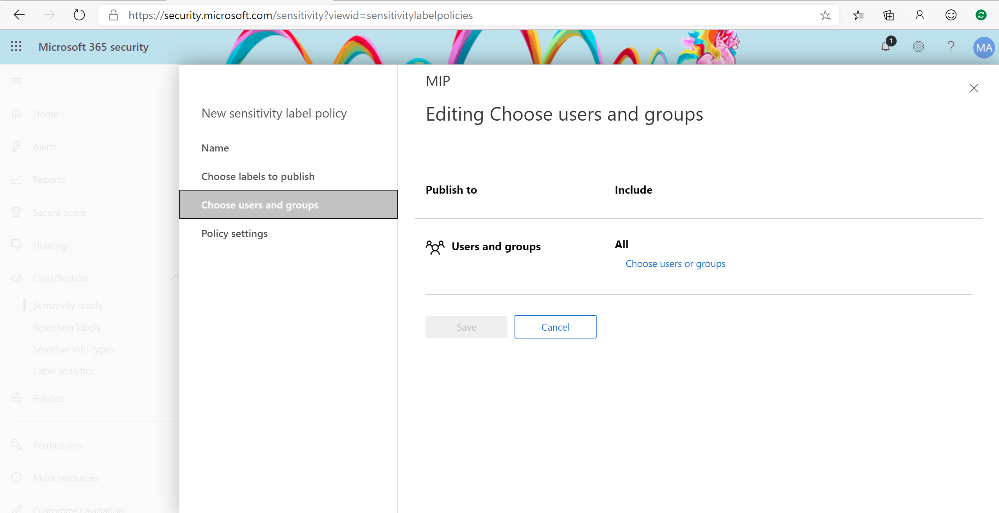 https://security.microsoft.com/sensitivity?viewid=sensitivitylabelpolicies
Microsoft 365 security
1
MA
Home
Alerts
Reports
Secure score
Hunting
Classification
Sensitivity labels
Retention labels
Sensitive info types
Label analytics
Policies
Permissions
More resources
Customize navigation
New sensitivity label policy
Name
Choose labels to publish
Choose users and groups
Policy settings
MIP
Editing Choose users and groups
Publish to
Include
Users and groups
All
Choose users or groups
Save
Cancel